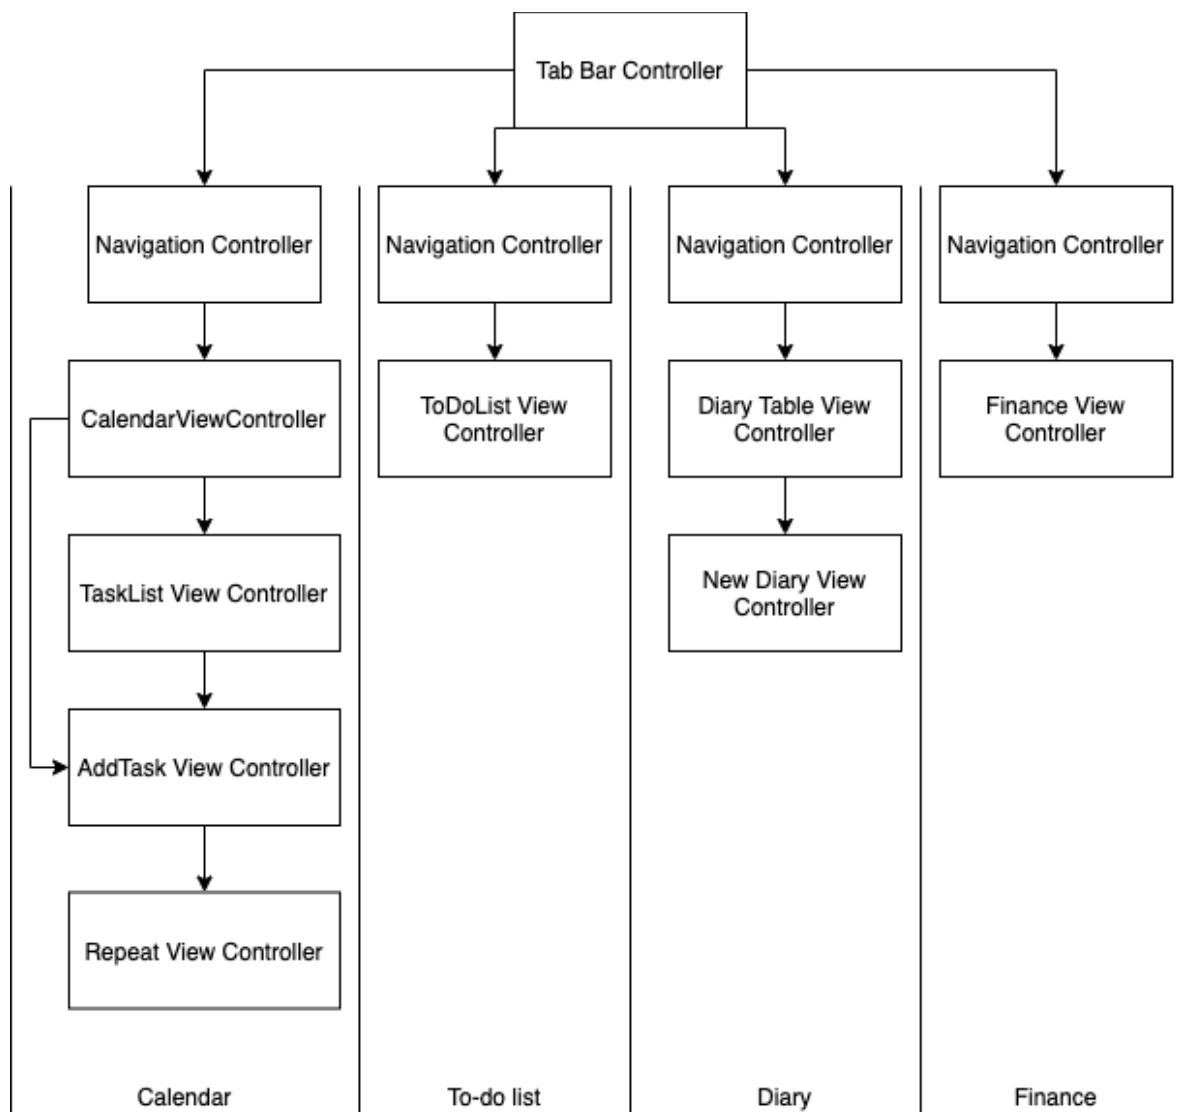 Tab Bar Controller
Navigation Controller
Navigation Controller
Navigation Controller
Navigation Controller
CalendarViewController
ToDoList View
Controller
Diary Table View
Controller
Finance View
Controller
TaskList View Controller
New Diary View
Controller
AddTask View Controller
Repeat View Controller
Calendar
To-do list
Diary
Finance